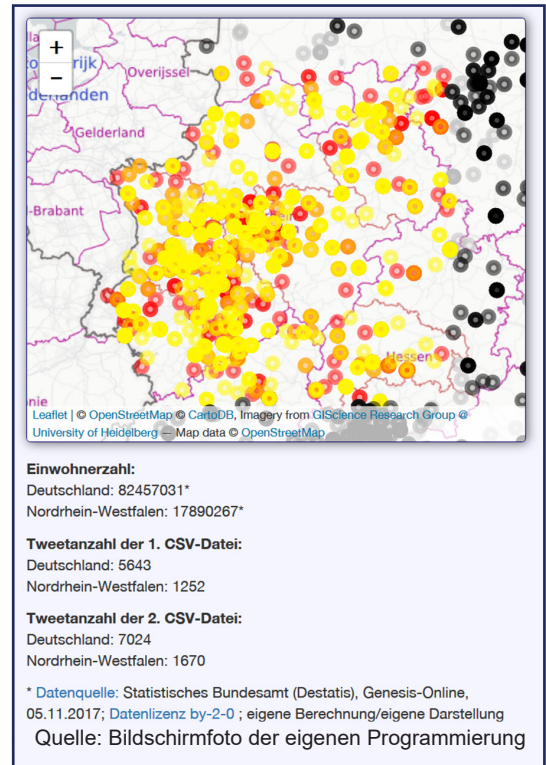 +
−
Overijssel
Gelderland
-Brabant
Hessen
Leaflet | © OpenStreetMap © CartoDB, Imagery from GIScience Research Group @
University of Heidelberg — Map data © OpenStreetMap
Einwohnerzahl:
Deutschland: 82457031*
Nordrhein-Westfalen: 17890267*
Tweetanzahl der 1. CSV-Datei:
Deutschland: 5643
Nordrhein-Westfalen: 1252
Tweetanzahl der 2. CSV-Datei:
Deutschland: 7024
Nordrhein-Westfalen: 1670
* Datenquelle: Statistisches Bundesamt (Destatis), Genesis-Online,
05.11.2017; Datenlizenz by-2-0 ; eigene Berechnung/eigene Darstellung
Quelle: Bildschirmfoto der eigenen Programmierung